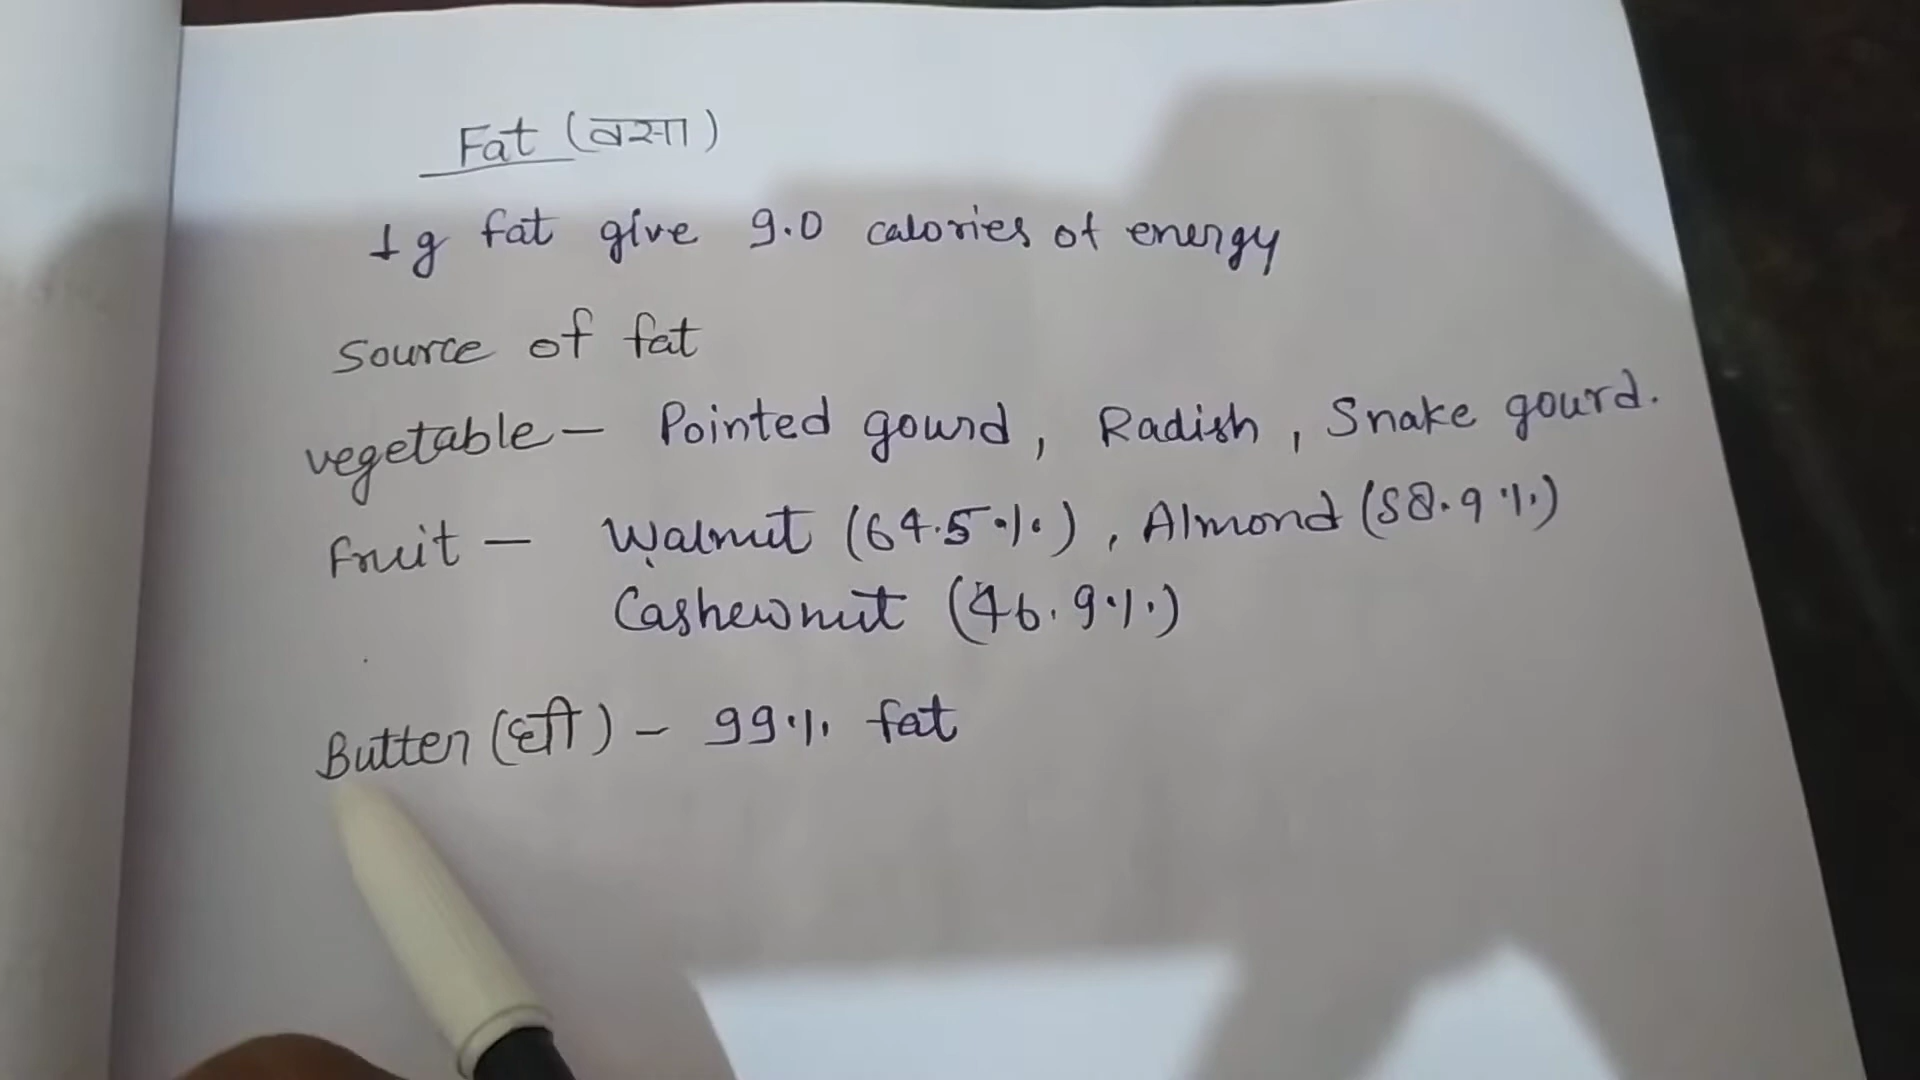 Fat (वसा)
1g fat give 9.0 calories of energy
Source of fat
vegetable - Pointed gourd, Radish, Snake gourd.
Fruit - Walnut (64.5%), Almond (58.9%)
Cashewnut (46.9%)
Butter (घी) - 99% fat